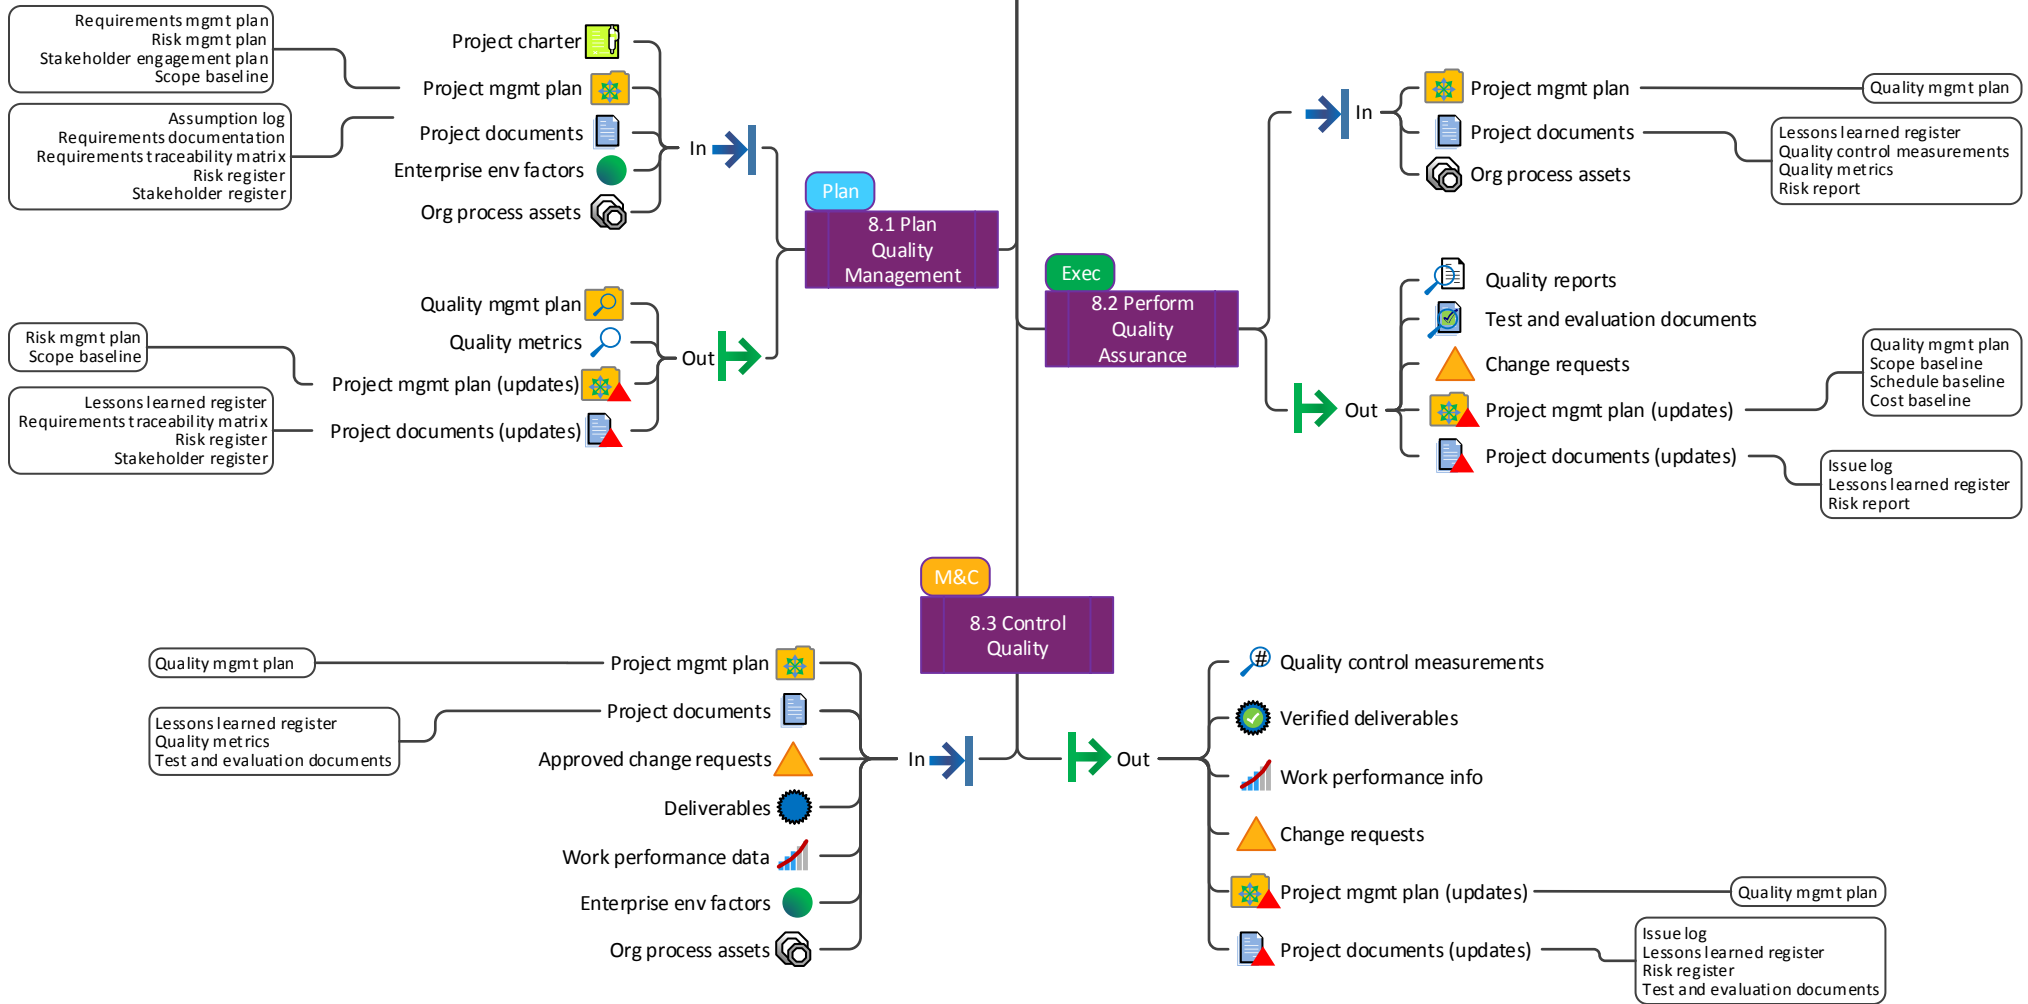 Requirements mgmt plan
Risk mgmt plan
Stakeholder engagement plan
Scope baseline
Assumption log
Requirements documentation
Requirements traceability matrix
Risk register
Stakeholder register
Project charter
Project mgmt plan
Project documents
Enterprise env factors
Org process assets
In
Plan
8.1 Plan
Quality
Management
Risk mgmt plan
Scope baseline
Lessons learned register
Requirements traceability matrix
Risk register
Stakeholder register
Quality mgmt plan
Quality metrics
Project mgmt plan (updates)
Project documents (updates)
Out
Exec
8.2 Perform
Quality
Assurance
In
Project mgmt plan
Project documents
Org process assets
Quality mgmt plan
Lessons learned register
Quality control measurements
Quality metrics
Risk report
Out
Quality reports
Test and evaluation documents
Change requests
Project mgmt plan (updates)
Project documents (updates)
Quality mgmt plan
Scope baseline
Schedule baseline
Cost baseline
Issue log
Lessons learned register
Risk report
M&C
8.3 Control
Quality
Quality mgmt plan
Lessons learned register
Quality metrics
Test and evaluation documents
Project mgmt plan
Project documents
Approved change requests
Deliverables
Work performance data
Enterprise env factors
Org process assets
In
Out
#
Quality control measurements
Verified deliverables
Work performance info
Change requests
Project mgmt plan (updates)
Project documents (updates)
Quality mgmt plan
Issue log
Lessons learned register
Risk register
Test and evaluation documents